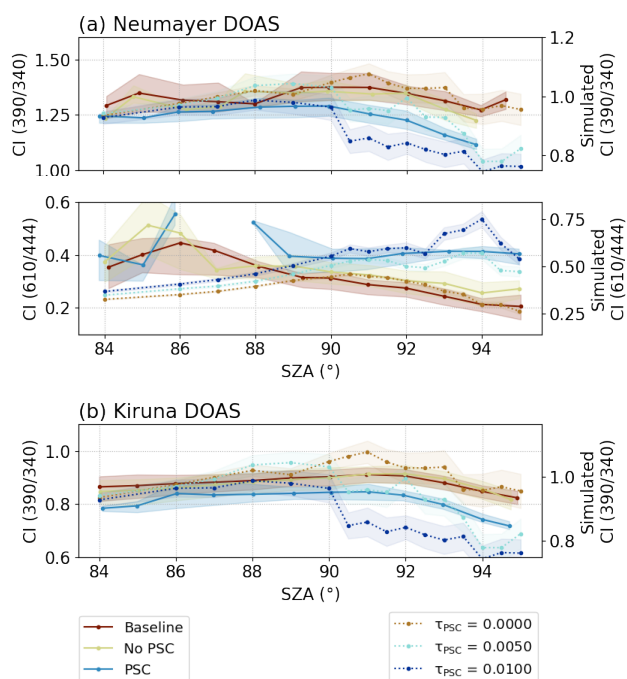 (a) Neumayer DOAS
CI (390/340)
1.50
1.25
1.00
1.2
1.0
0.8
Simulated
CI (390/340)
CI (610/444)
0.6
0.4
0.2
0.75
0.50
0.25
Simulated
CI (610/444)
84 86 88 90 92 94
SZA (°)
(b) Kiruna DOAS
CI (390/340)
1.0
0.8
0.6
1.0
0.8
Simulated
CI (390/340)
84 86 88 90 92 94
SZA (°)
Baseline
No PSC
PSC
τPSC = 0.0000
τPSC = 0.0050
τPSC = 0.0100